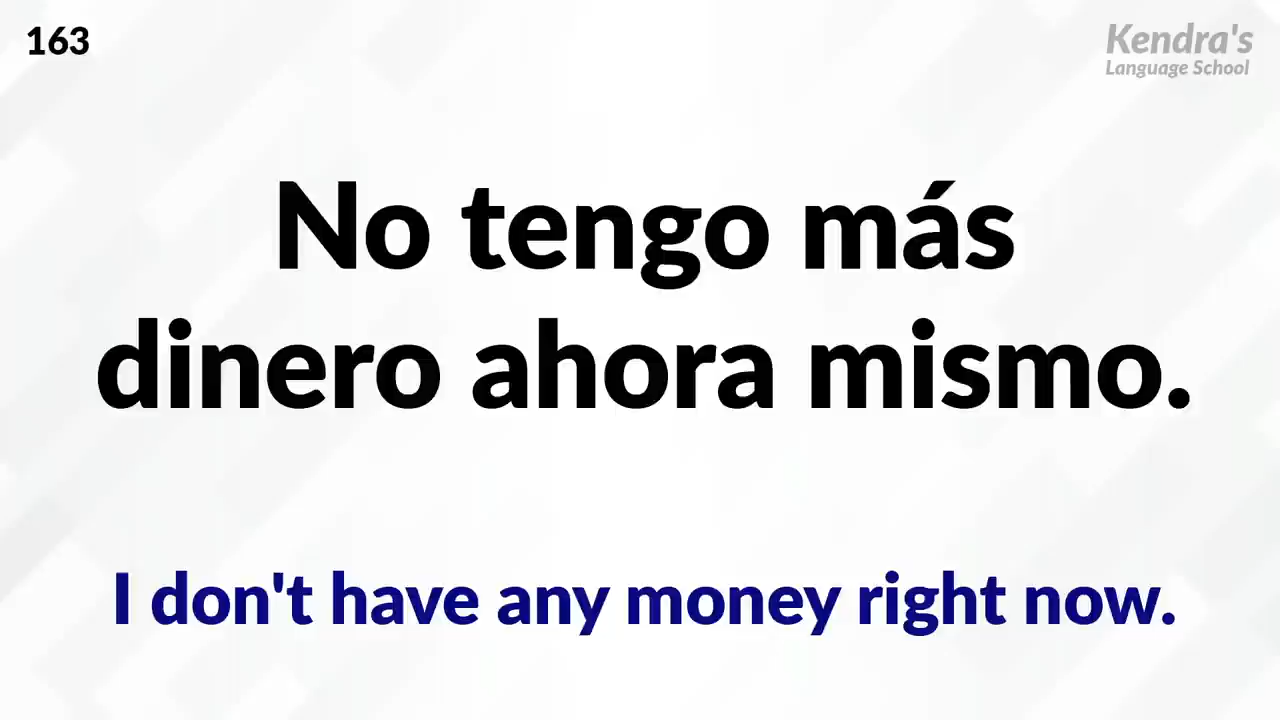 163
Kendra's
Language School
No tengo más
dinero ahora mismo.
I don't have any money right now.